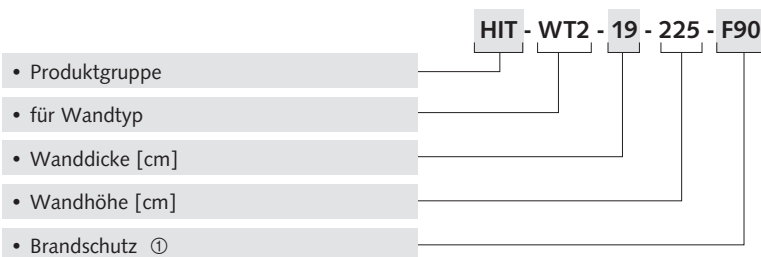 HIT - WT2 - 19 - 225 - F90
• Produktgruppe
• für Wandtyp
• Wanddicke [cm]
• Wandhöhe [cm]
• Brandschutz ①